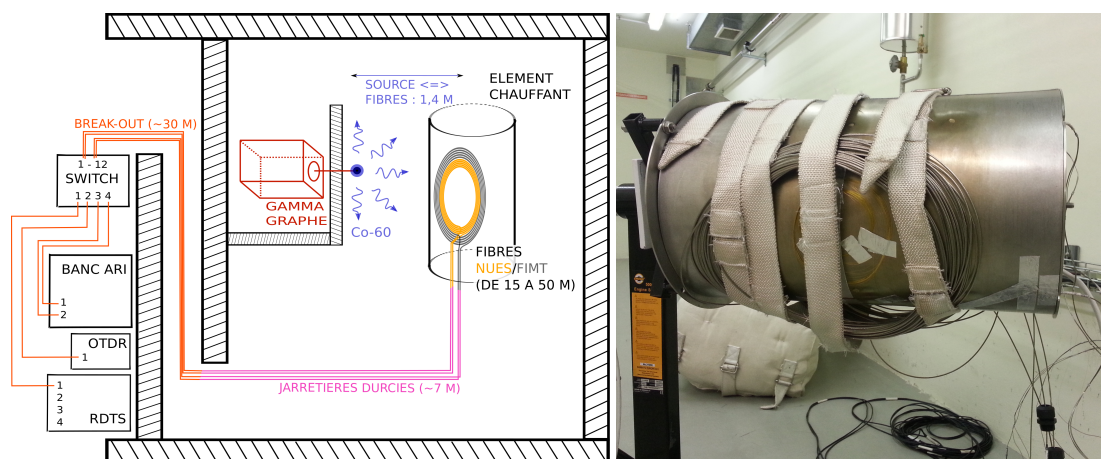 SOURCE <=>
FIBRES : 1,4 M
ELEMENT
CHAUFFANT
BREAK-OUT (~30 M)
1 - 12
SWITCH
1 2 3 4
GAMMA
GRAPHE
Co-60
FIBRES
NUES/FIMT
(DE 15 A 50 M)
BANC ARI
1
2
OTDR
1
1
2
3
4
RDTS
JARRETIERES DURCIES (~7 M)